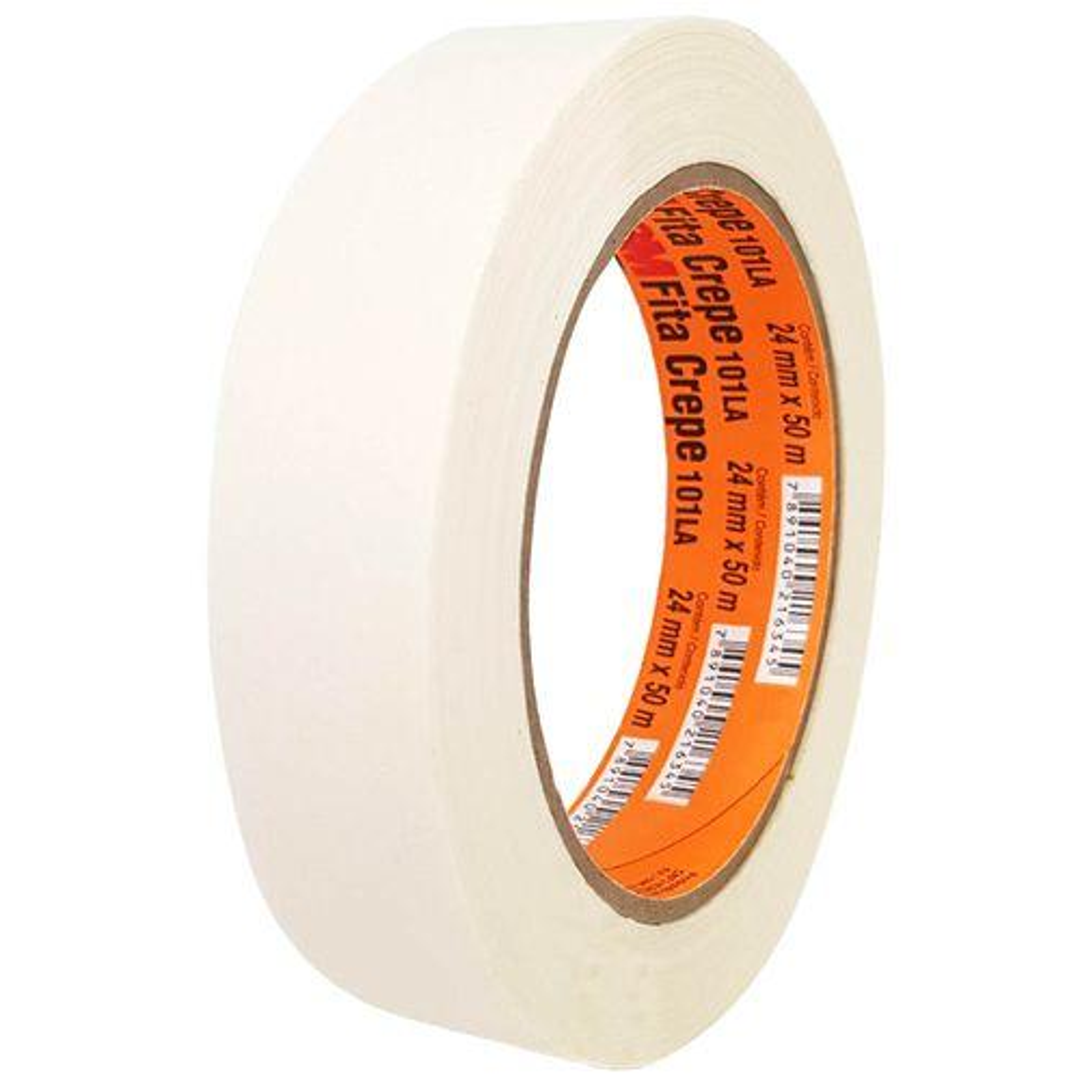 Crepe 101LA
Contém / Contenido
24 mm x 50 m
7 891040 216345
3M Fita Crepe 101LA
Contém / Contenido
24 mm x 50 m
7 891040 216345
3M Fita Crepe 101LA
Contém / Contenido
24 mm x 50 m
7 891040 2